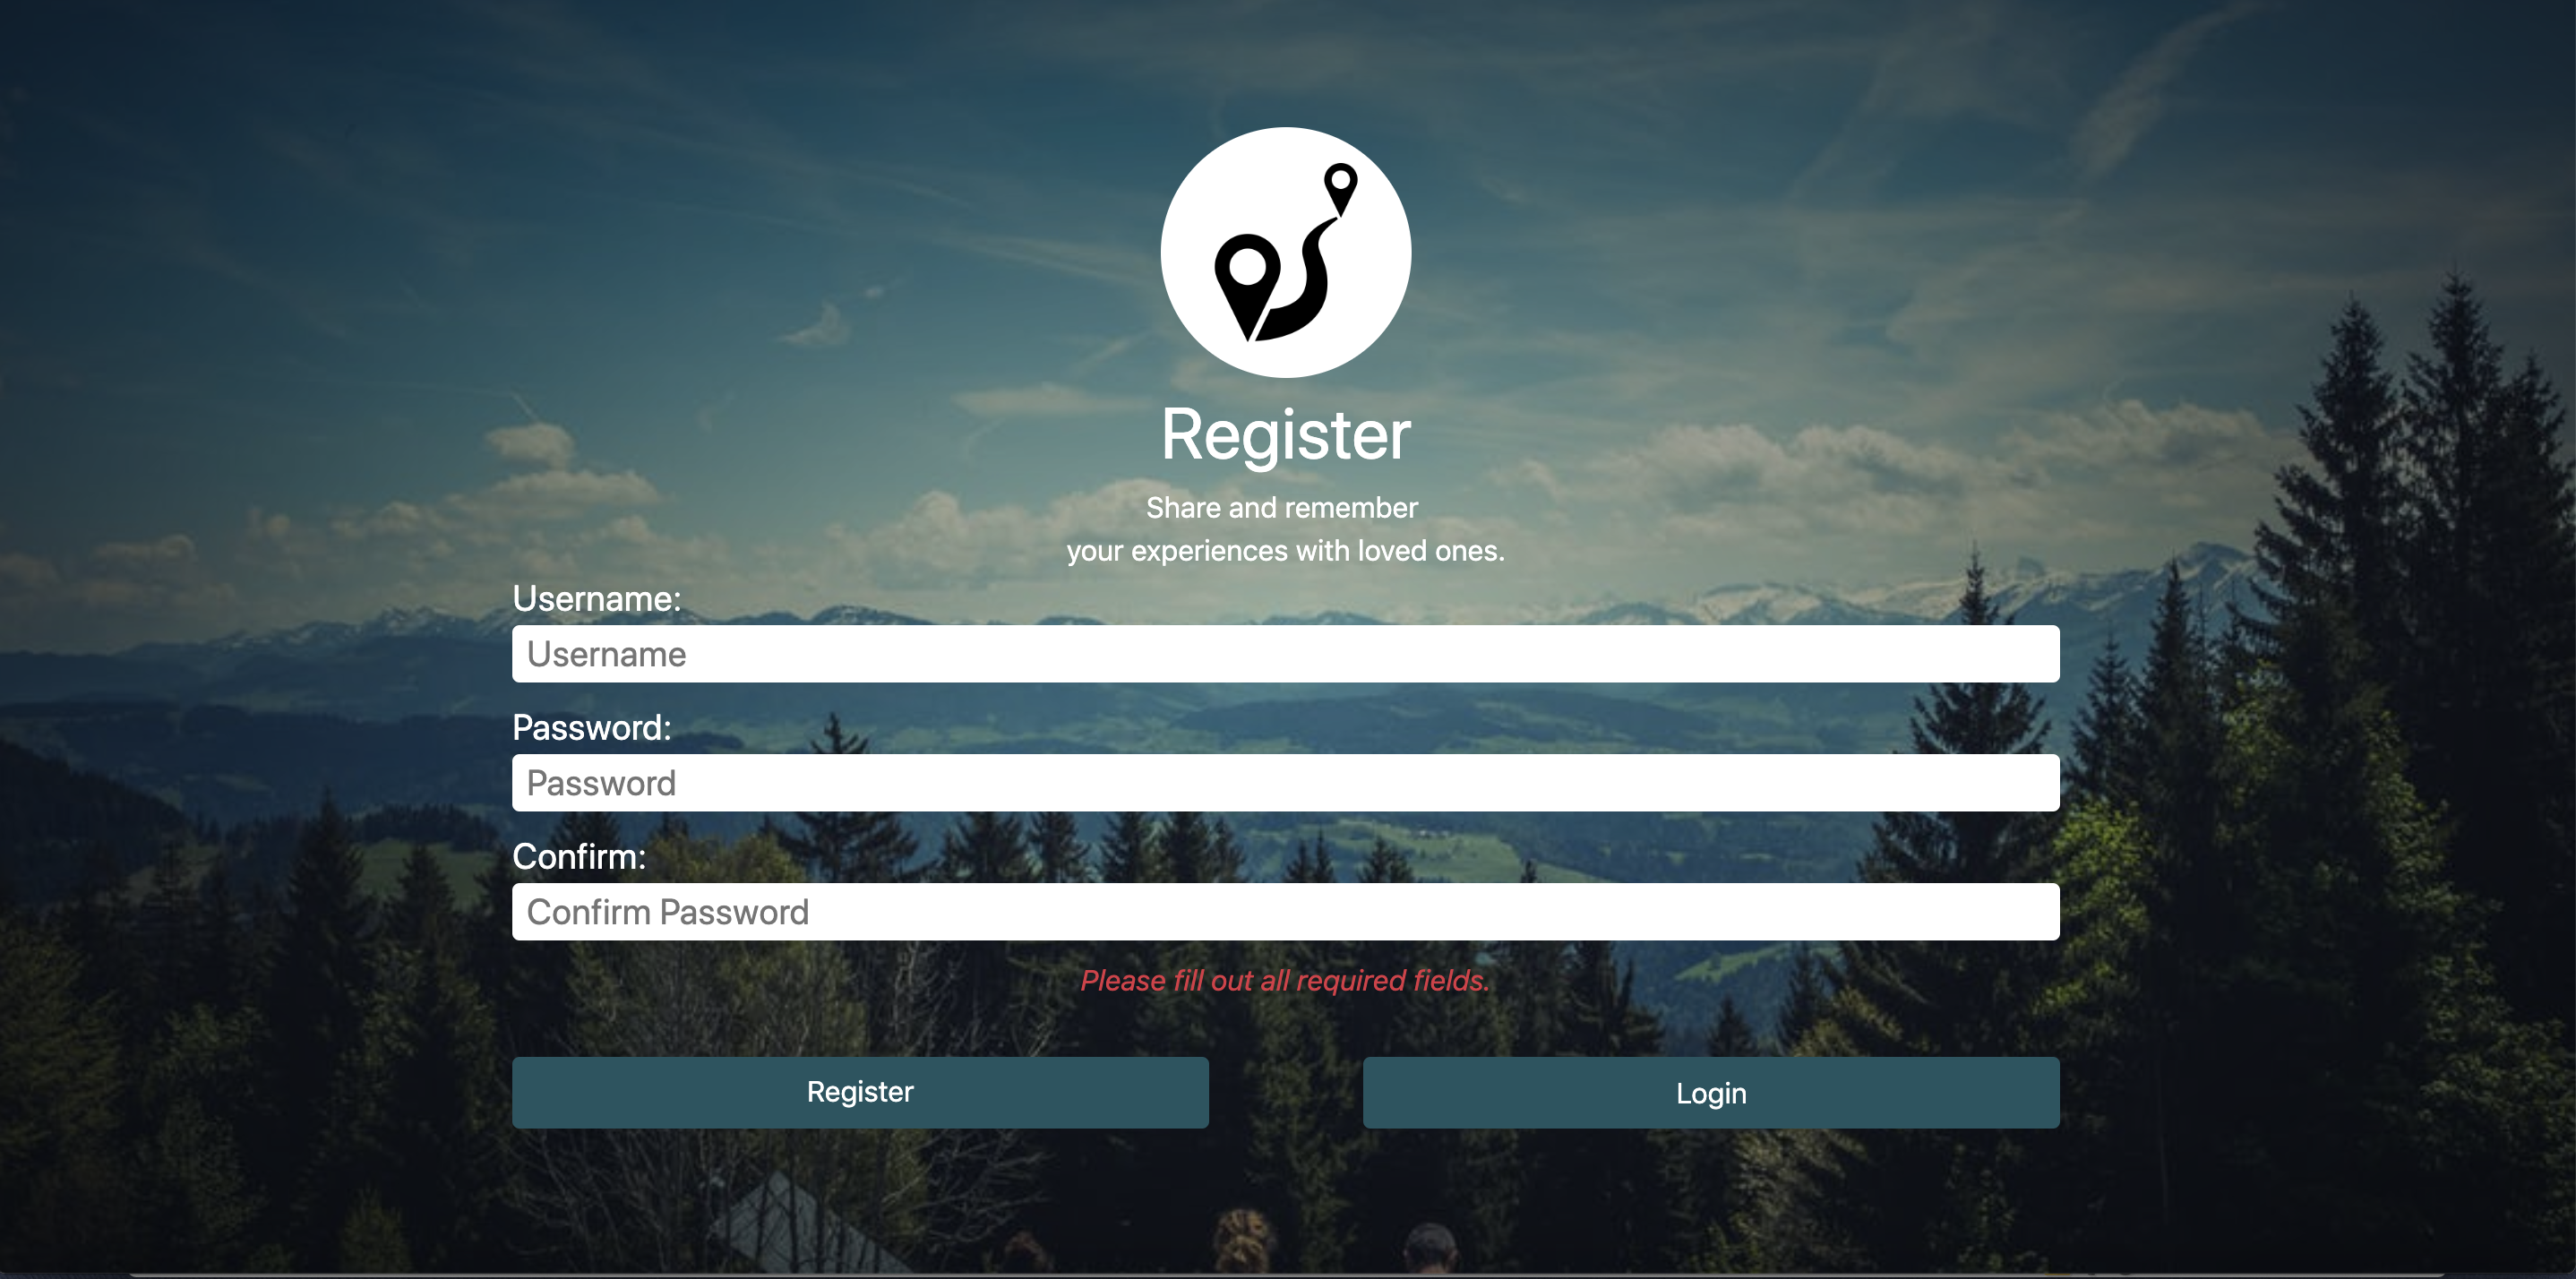 Register
Share and remember
your experiences with loved ones.
Username:
Username
Password:
Password
Confirm:
Confirm Password
Please fill out all required fields.
Register
Login